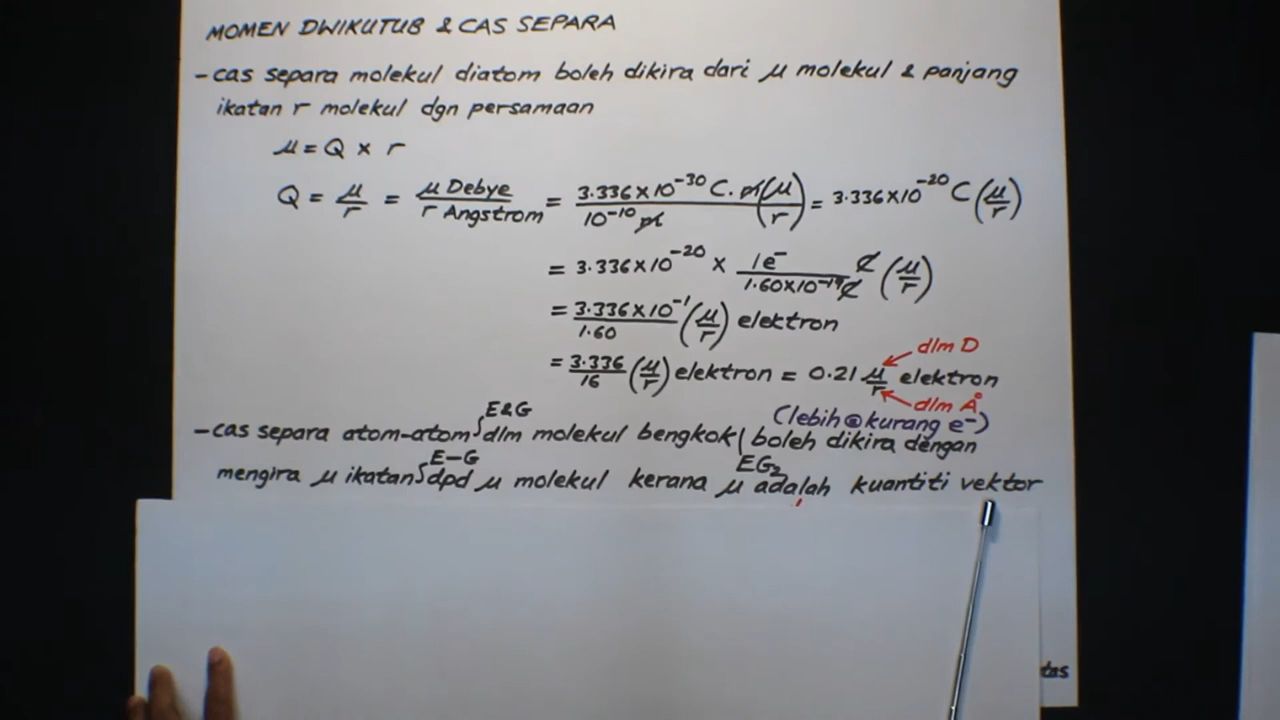 MOMEN DWIKUTUB & CAS SEPARA
- cas separa molekul diatom boleh dikira dari μ molekul & panjang
ikatan r molekul dgn persamaan
μ = Q × r
Q = μ/r = μ Debye/r Angstrom = 3.336×10⁻³⁰ C.m(μ)/10⁻¹⁰ m(r) = 3.336×10⁻²⁰ C(μ/r)
= 3.336×10⁻²⁰ × 1e⁻/1.60×10⁻¹⁹C C(μ/r)
= 3.336×10⁻¹/1.60 (μ/r) elektron
= 3.336/16 (μ/r) elektron = 0.21 μ/r elektron
dlm D
dlm Å
(lebih @ kurang e⁻)
E & G
- cas separa atom-atom dlm molekul bengkok boleh dikira dengan
E-G
EG₂
mengira μ ikatan dpd μ molekul kerana μ adalah kuantiti vektor
tas